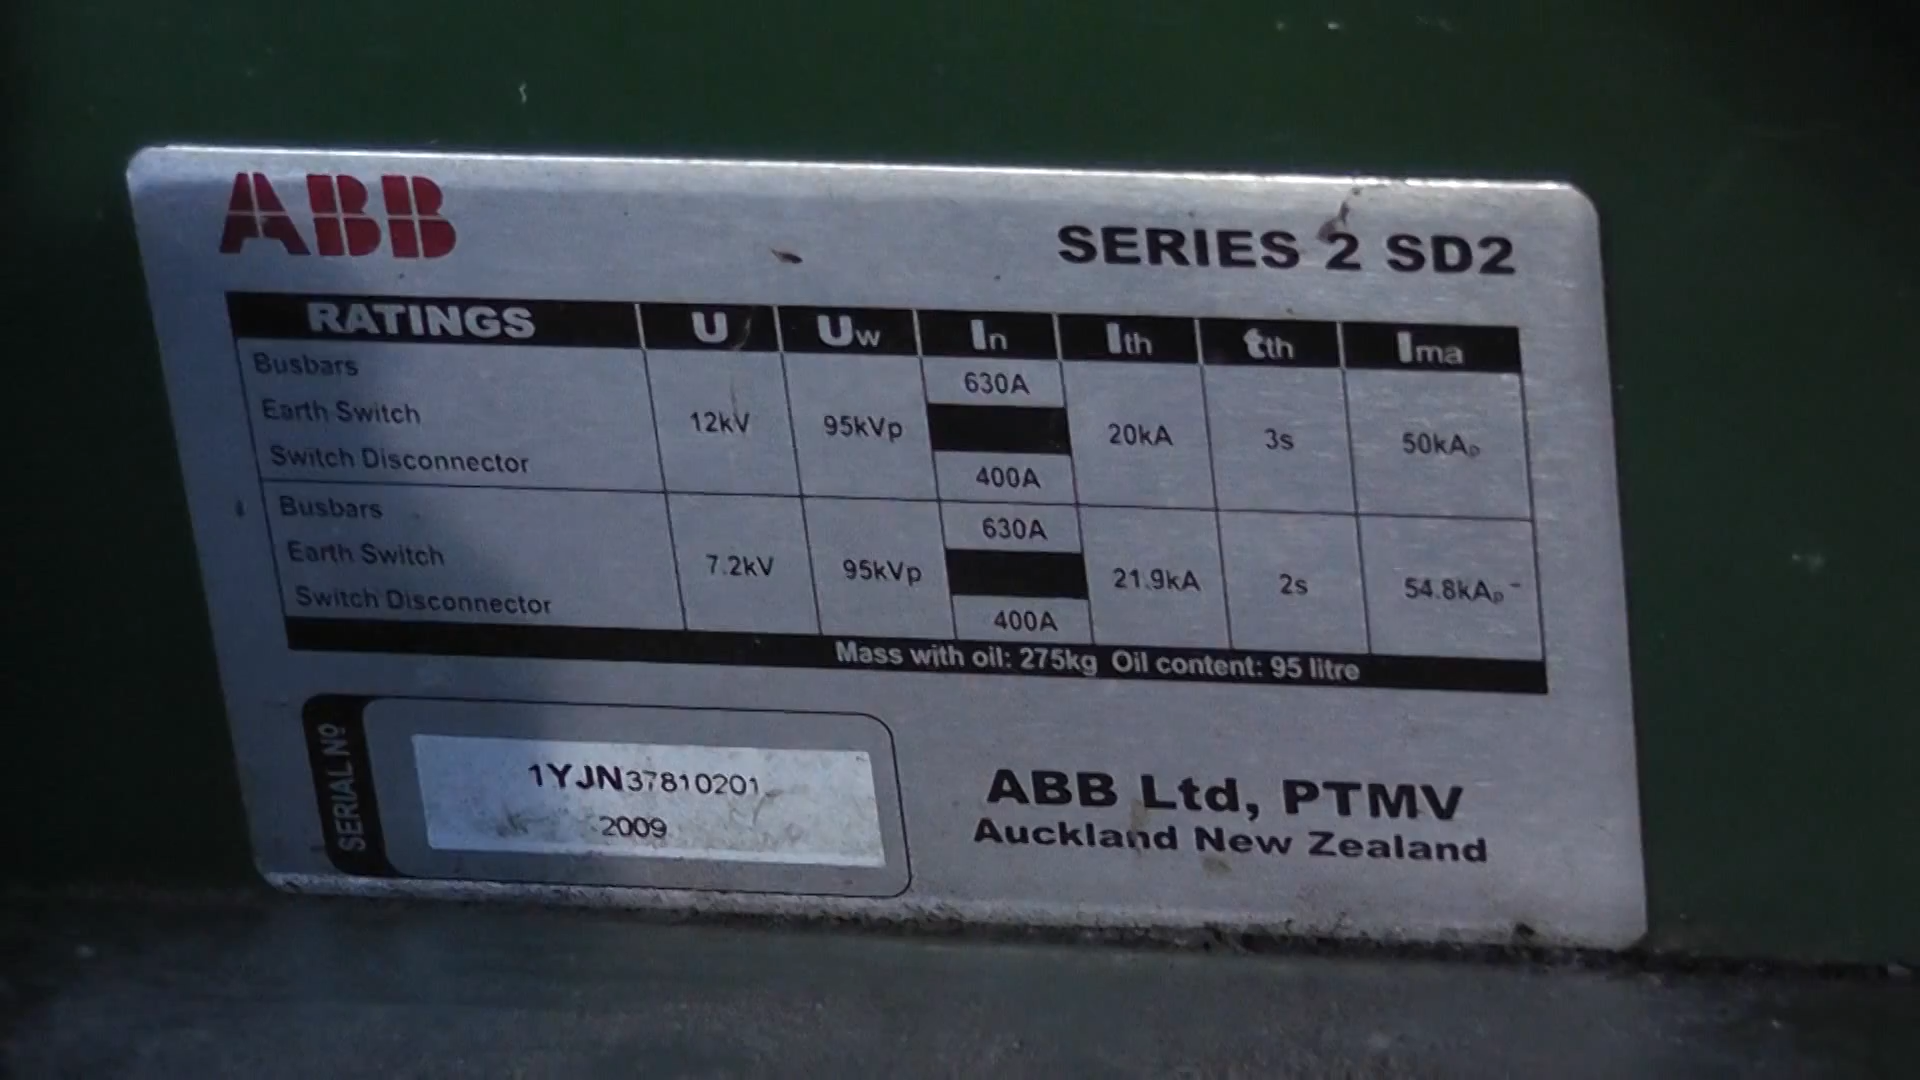 ABB
SERIES 2 SD2
RATINGS U Uw In Ith tth Ima
Busbars 630A
Earth Switch 12kV 95kVp 20kA 3s 50kAp
Switch Disconnector 400A
Busbars 630A
Earth Switch 7.2kV 95kVp 21.9kA 2s 54.8kAp
Switch Disconnector 400A
Mass with oil: 275kg Oil content: 95 litre
SERIAL Nº
1YJN37810201
2009
ABB Ltd, PTMV
Auckland New Zealand